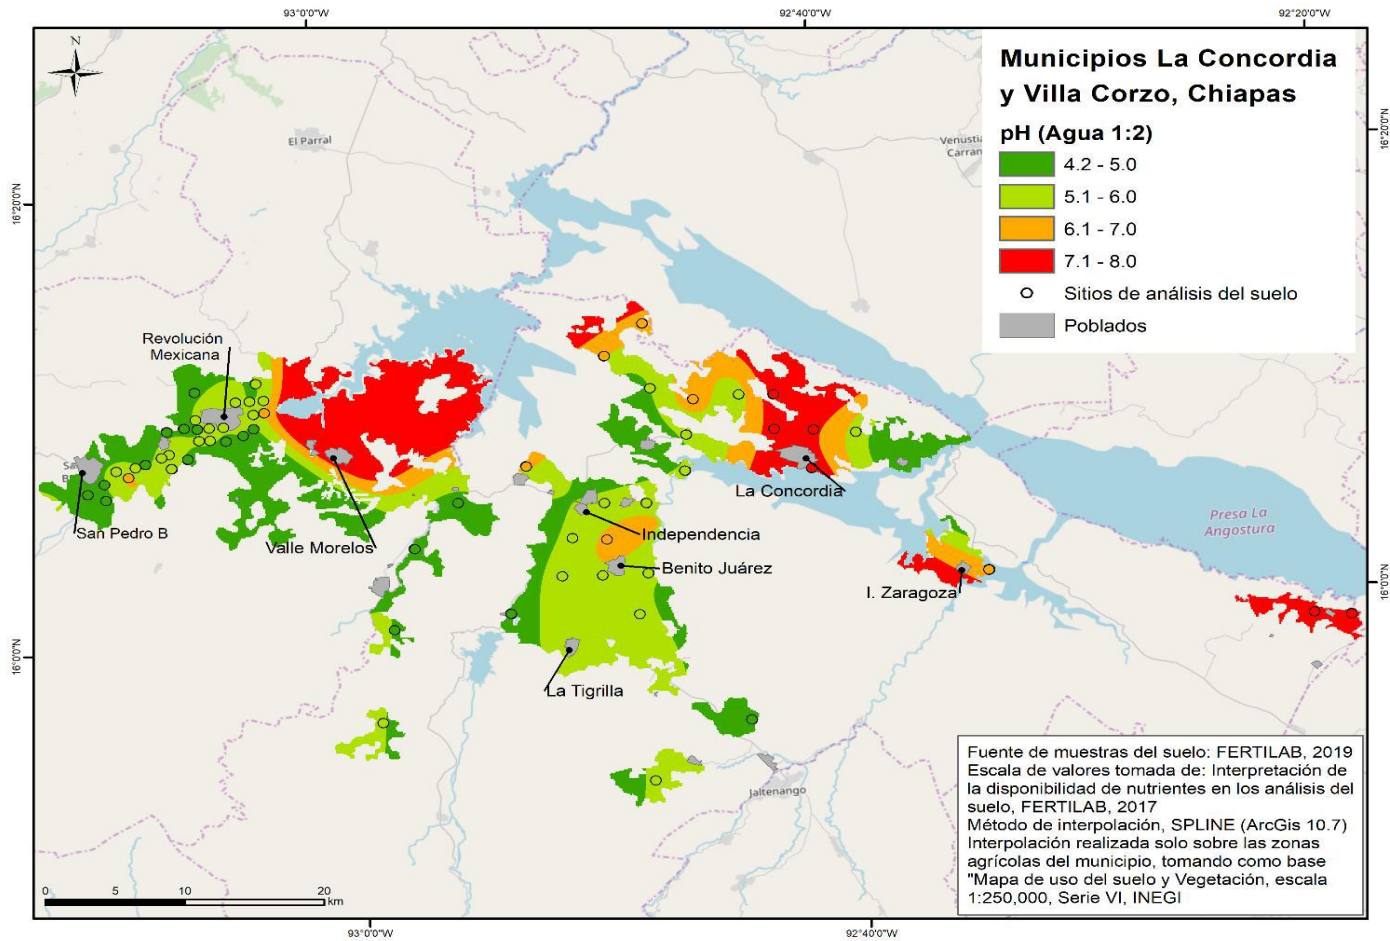 93°0'0"W
92°40'0"W
92°20'0"W
N
Municipios La Concordia
y Villa Corzo, Chiapas
pH (Agua 1:2)
4.2 - 5.0
5.1 - 6.0
6.1 - 7.0
7.1 - 8.0
Sitios de análisis del suelo
Poblados
El Parral
16°20'0"N
16°20'0"N
Revolución
Mexicana
San Pedro B
Valle Morelos
La Concordia
Independencia
Benito Juárez
I. Zaragoza
La Tigrilla
Presa La
Angostura
16°0'0"N
16°0'0"N
Jaltenango
Fuente de muestras del suelo: FERTILAB, 2019
Escala de valores tomada de: Interpretación de
la disponibilidad de nutrientes en los análisis del
suelo, FERTILAB, 2017
Método de interpolación, SPLINE (ArcGis 10.7)
Interpolación realizada solo sobre las zonas
agrícolas del municipio, tomando como base
"Mapa de uso del suelo y Vegetación, escala
1:250,000, Serie VI, INEGI
0 5 10 20
km
93°0'0"W
92°40'0"W